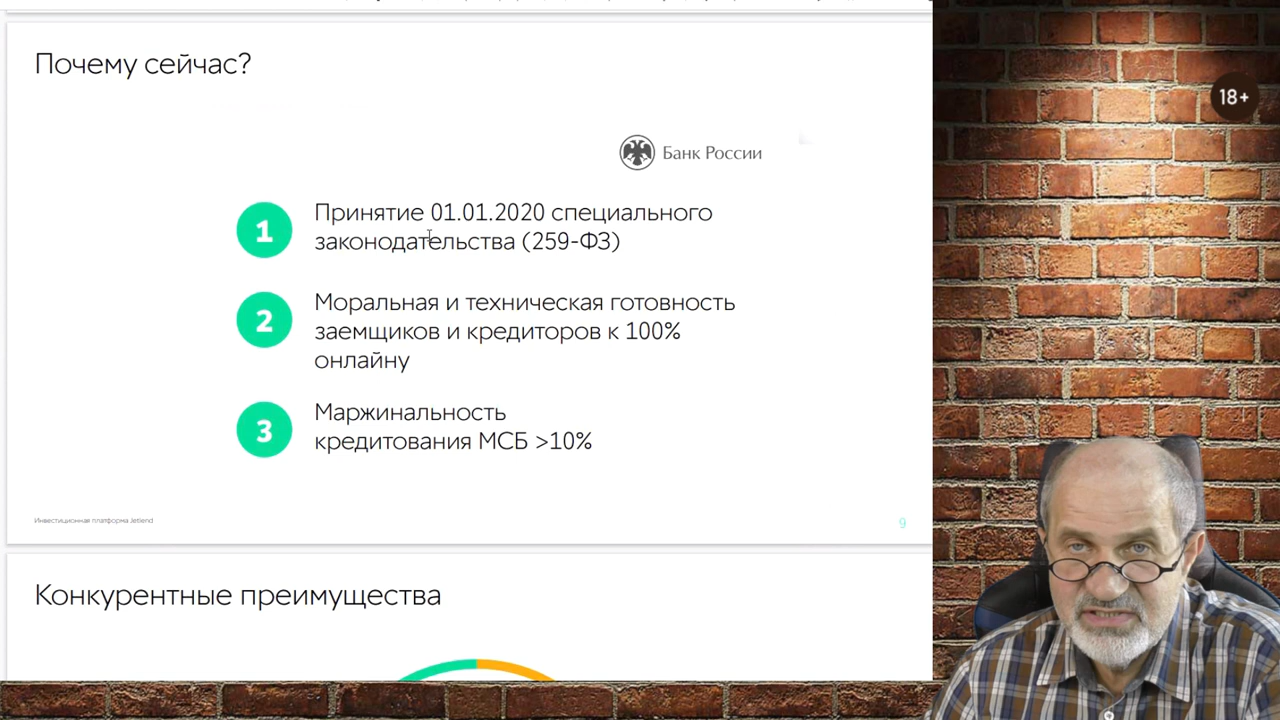 Почему сейчас?
18+
Банк России
1
Принятие 01.01.2020 специального
законодательства (259-ФЗ)
2
Моральная и техническая готовность
заемщиков и кредиторов к 100%
онлайну
3
Маржинальность
кредитования МСБ >10%
Инвестиционная платформа Jetlend
9
Конкурентные преимущества